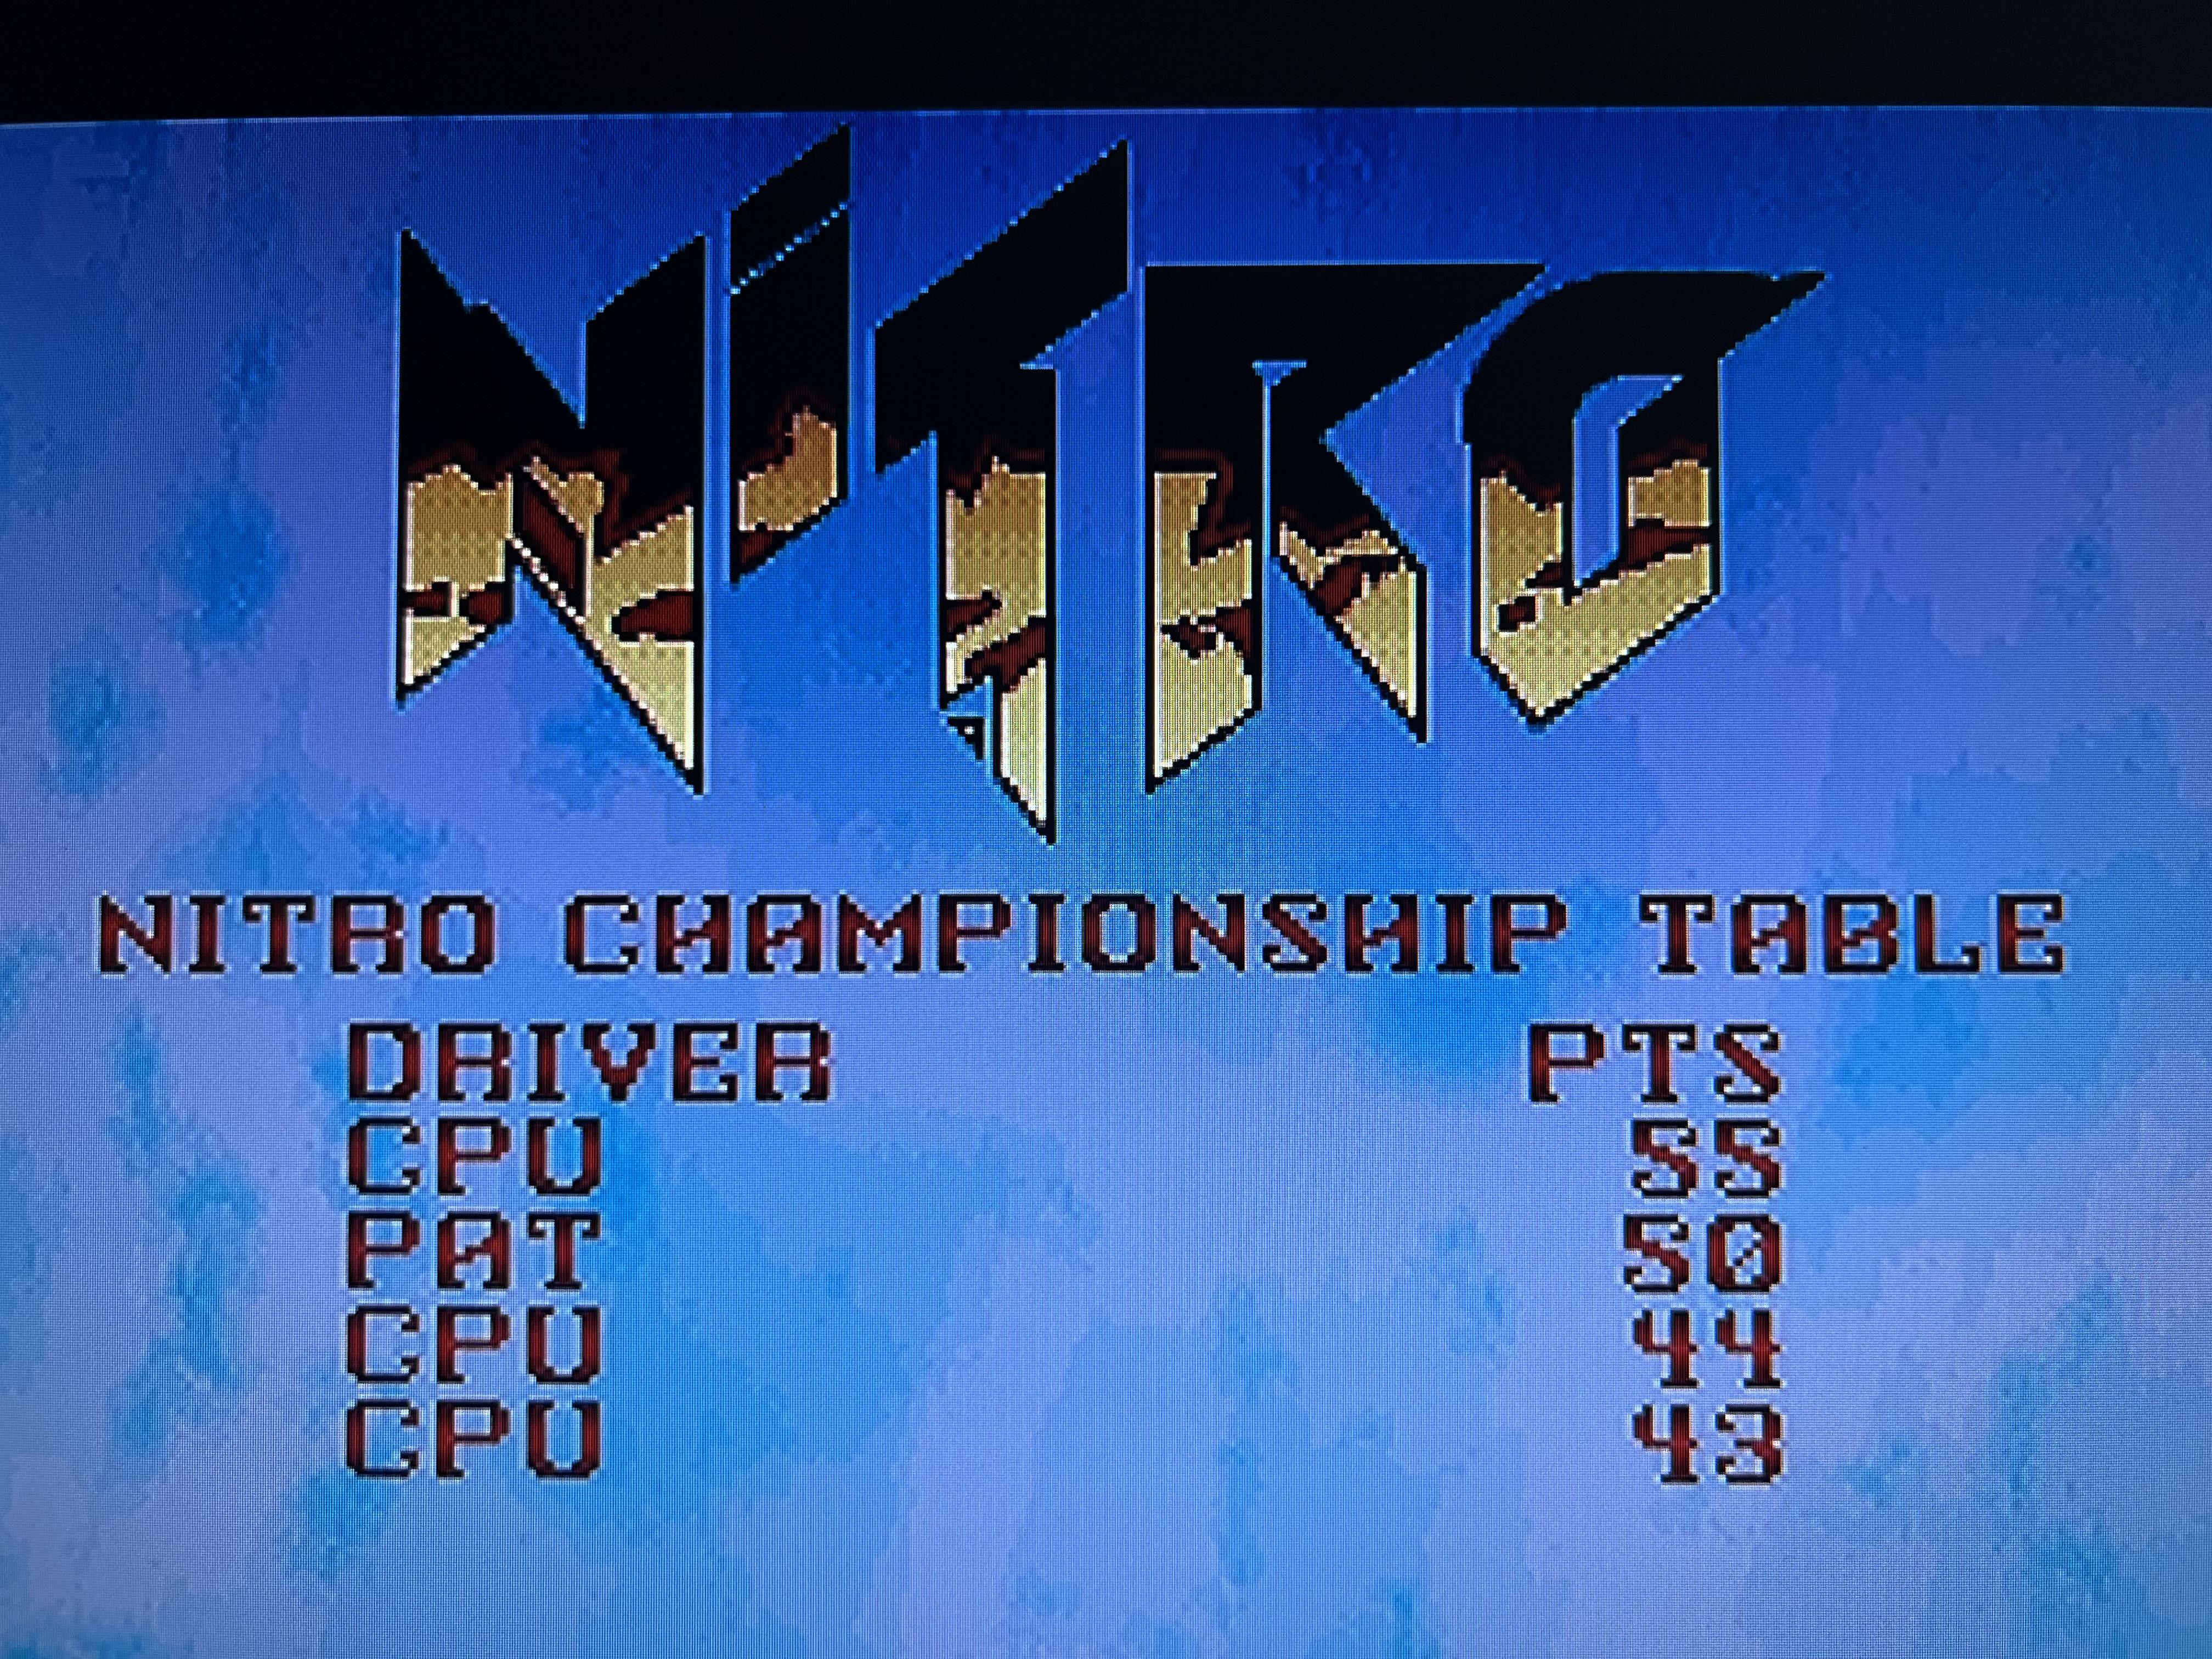 NiTRO
NITRO CHAMPIONSHIP TABLE
DRIVER PTS
CPU 55
PAT 50
CPU 44
CPU 43